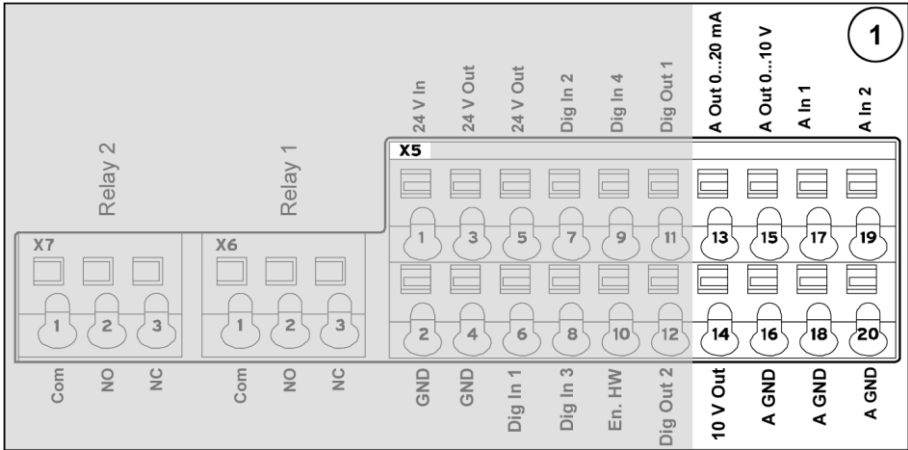 24 V In
24 V Out
24 V Out
Dig In 2
Dig In 4
Dig Out 1
A Out 0...20 mA
A Out 0...10 V
A In 1
A In 2
1
Relay 2
Relay 1
X5
1 3 5 7 9 11 13 15 17 19
X7
X6
1 2 3
1 2 3
2 4 6 8 10 12 14 16 18 20
Com
NO
NC
Com
NO
NC
GND
GND
Dig In 1
Dig In 3
En. HW
Dig Out 2
10 V Out
A GND
A GND
A GND